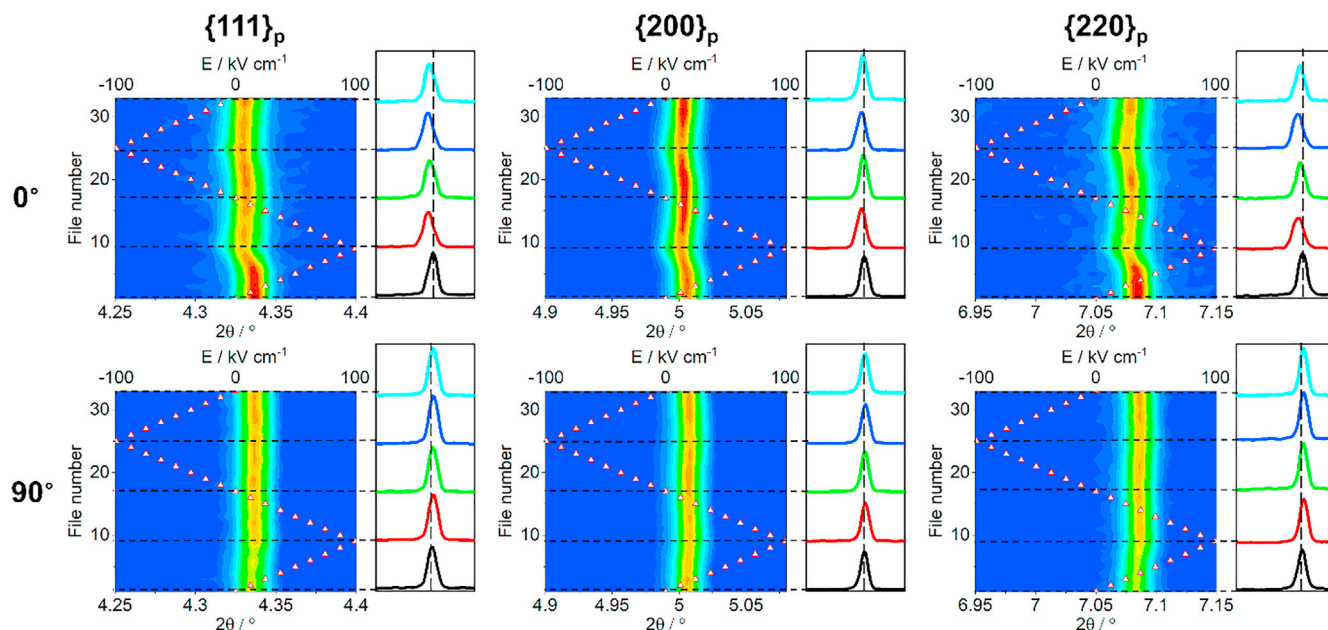 {111}p {200}p {220}p
E / kV cm-1 E / kV cm-1 E / kV cm-1
-100 0 100 -100 0 100 -100 0 100
30 30 30
20 20 20
0°
File number File number File number
10 10 10
4.25 4.3 4.35 4.4 4.9 4.95 5 5.05 6.95 7 7.05 7.1 7.15
2θ / ° 2θ / ° 2θ / °
E / kV cm-1 E / kV cm-1 E / kV cm-1
-100 0 100 -100 0 100 -100 0 100
30 30 30
20 20 20
90°
File number File number File number
10 10 10
4.25 4.3 4.35 4.4 4.9 4.95 5 5.05 6.95 7 7.05 7.1 7.15
2θ / ° 2θ / ° 2θ / °